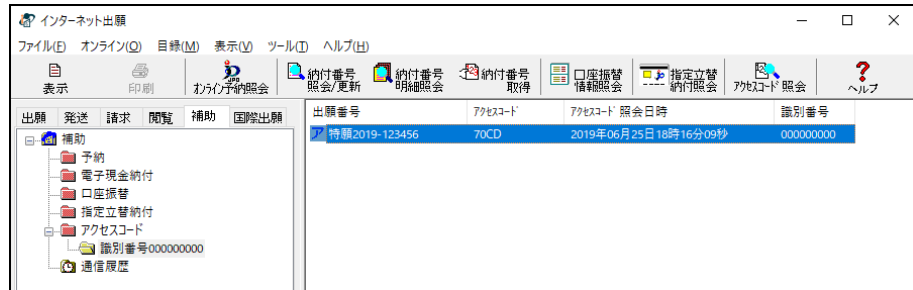 インターネット出願
ファイル(F) オンライン(O) 目録(M) 表示(V) ツール(T) ヘルプ(H)
表示 印刷 オンライン予納照会 納付番号照会/更新 納付番号明細照会 納付番号取得 口座振替情報照会 指定立替納付照会 アクセスコード照会 ヘルプ
出願 発送 請求 閲覧 補助 国際出願
出願番号 アクセスコード アクセスコード照会日時 識別番号
ア 特願2019-123456 70CD 2019年06月25日18時16分09秒 000000000
補助
予納
電子現金納付
口座振替
指定立替納付
アクセスコード
識別番号000000000
通信履歴